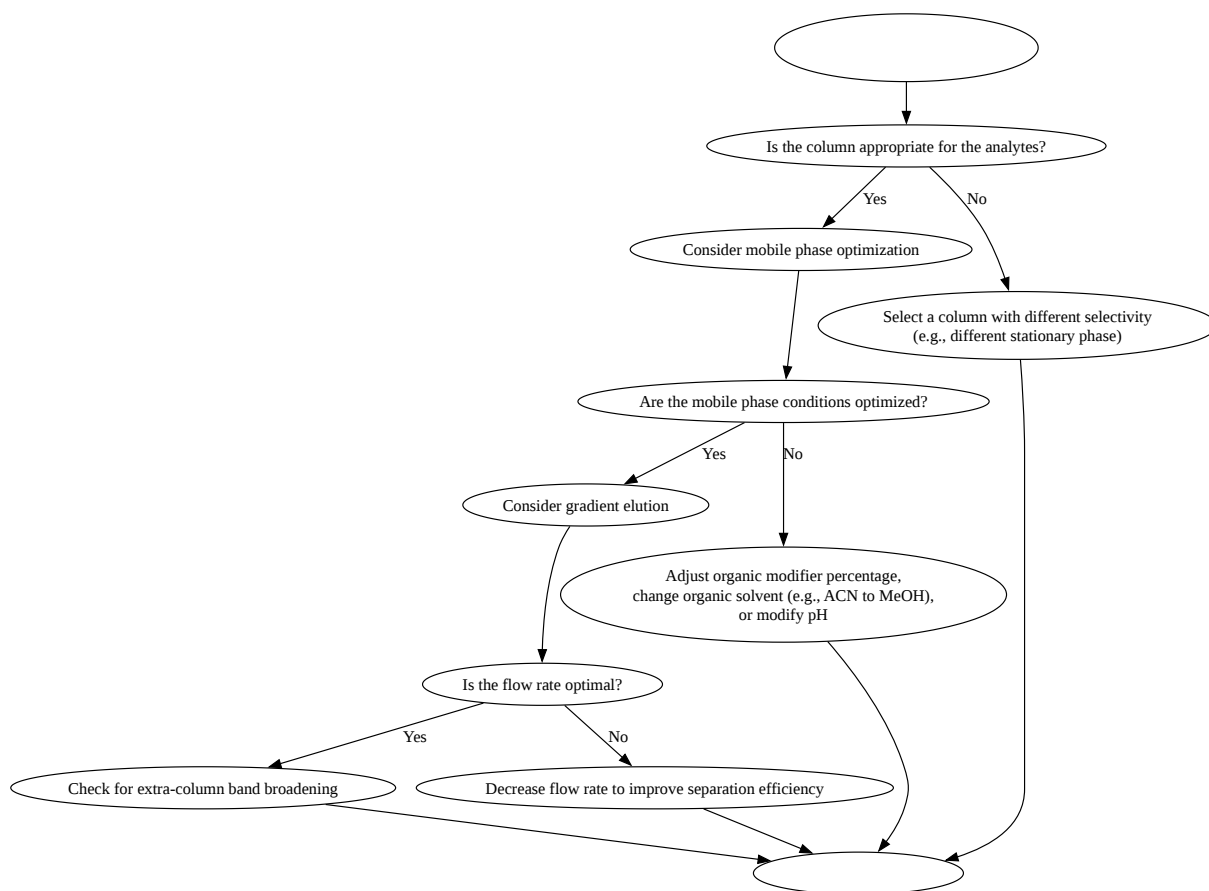 Is the column appropriate for the analytes?
Yes
No
Consider mobile phase optimization
Select a column with different selectivity
(e.g., different stationary phase)
Are the mobile phase conditions optimized?
Yes
No
Consider gradient elution
Adjust organic modifier percentage,
change organic solvent (e.g., ACN to MeOH),
or modify pH
Is the flow rate optimal?
Yes
No
Check for extra-column band broadening
Decrease flow rate to improve separation efficiency